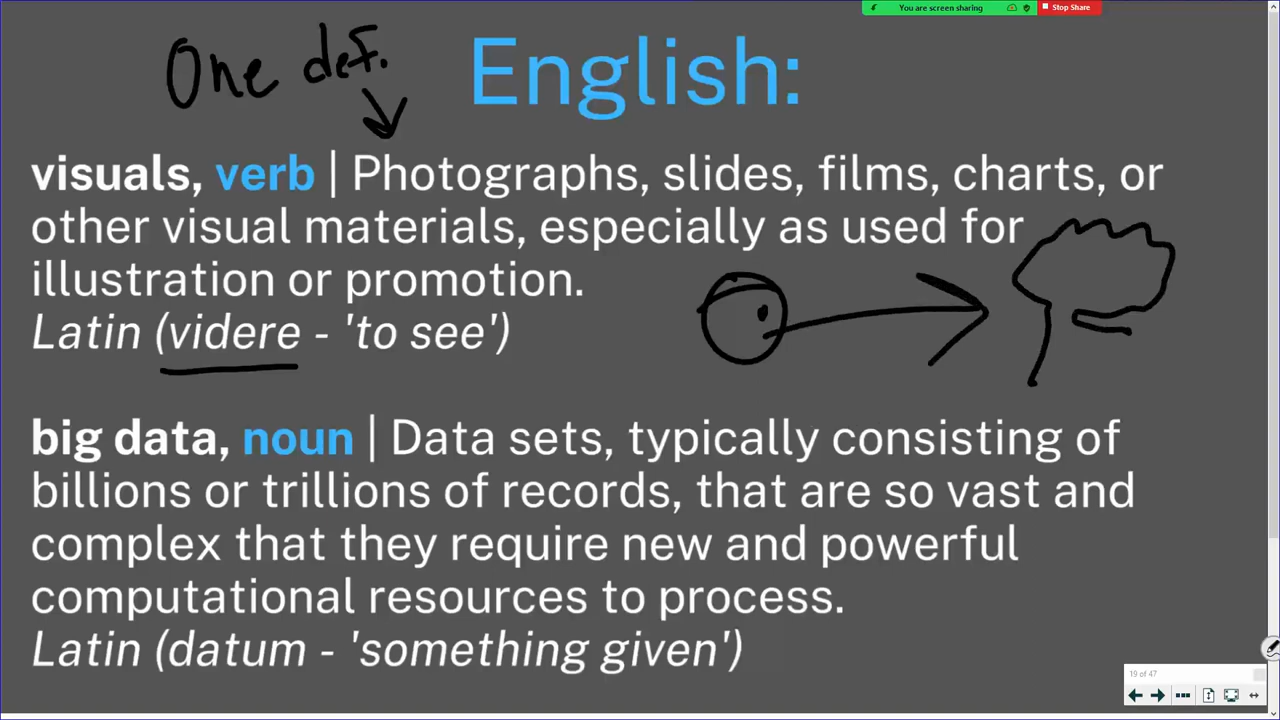 You are screen sharing
Stop Share
One def.
English:
visuals, verb | Photographs, slides, films, charts, or
other visual materials, especially as used for
illustration or promotion.
Latin (videre - 'to see')
big data, noun | Data sets, typically consisting of
billions or trillions of records, that are so vast and
complex that they require new and powerful
computational resources to process.
Latin (datum - 'something given')
19 of 47